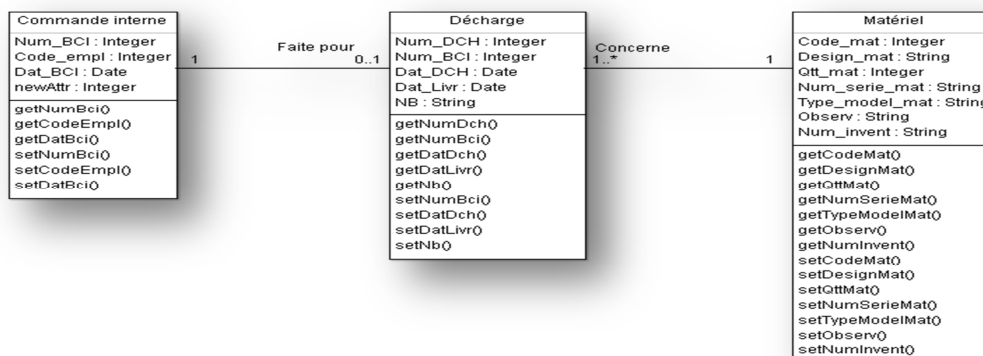 Commande interne
Num_BCI : Integer
Code_empl : Integer
Dat_BCI : Date
newAttr : Integer
getNumBci()
getCodeEmpl()
getDatBci()
setNumBci()
setCodeEmpl()
setDatBci()
1
Faite pour
0..1
Décharge
Num_DCH : Integer
Num_BCI : Integer
Dat_DCH : Date
Dat_Livr : Date
NB : String
getNumDch()
getNumBci()
getDatDch()
getDatLivr()
getNb()
setNumBci()
setDatDch()
setDatLivr()
setNb()
Concerne
1..*
1
Matériel
Code_mat : Integer
Design_mat : String
Qtt_mat : Integer
Num_serie_mat : String
Type_model_mat : String
Observ : String
Num_invent : String
getCodeMat()
getDesignMat()
getQttMat()
getNumSerieMat()
getTypeModelMat()
getObserv()
getNumInvent()
setCodeMat()
setDesignMat()
setQttMat()
setNumSerieMat()
setTypeModelMat()
setObserv()
setNumInvent()